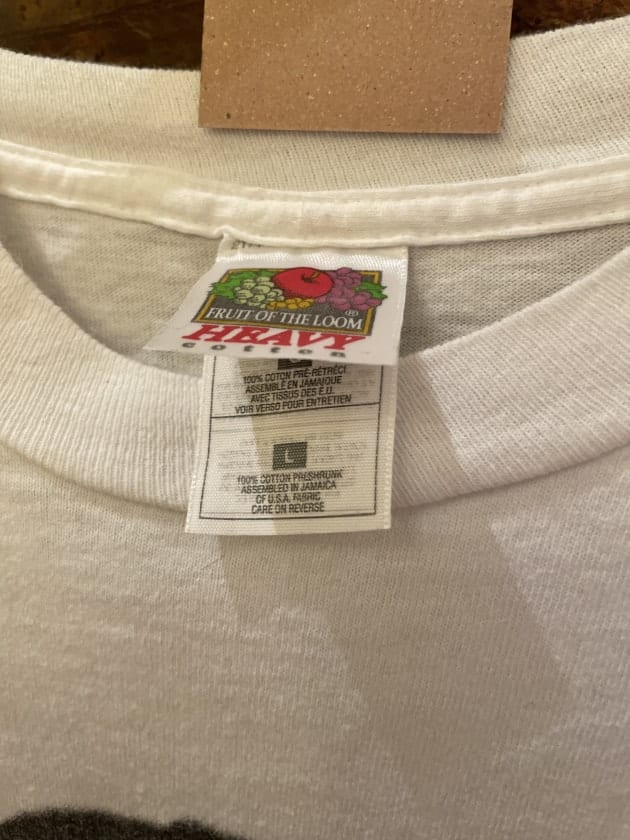 FRUIT OF THE LOOM ®
HEAVY
cotton
100% COTON PRÉ-RÉTRÉCI
ASSEMBLÉ EN JAMAÏQUE
AVEC TISSUS DES É.U.
VOIR VERSO POUR ENTRETIEN
L
100% COTTON PRESHRUNK
ASSEMBLED IN JAMAICA
OF U.S.A. FABRIC
CARE ON REVERSE